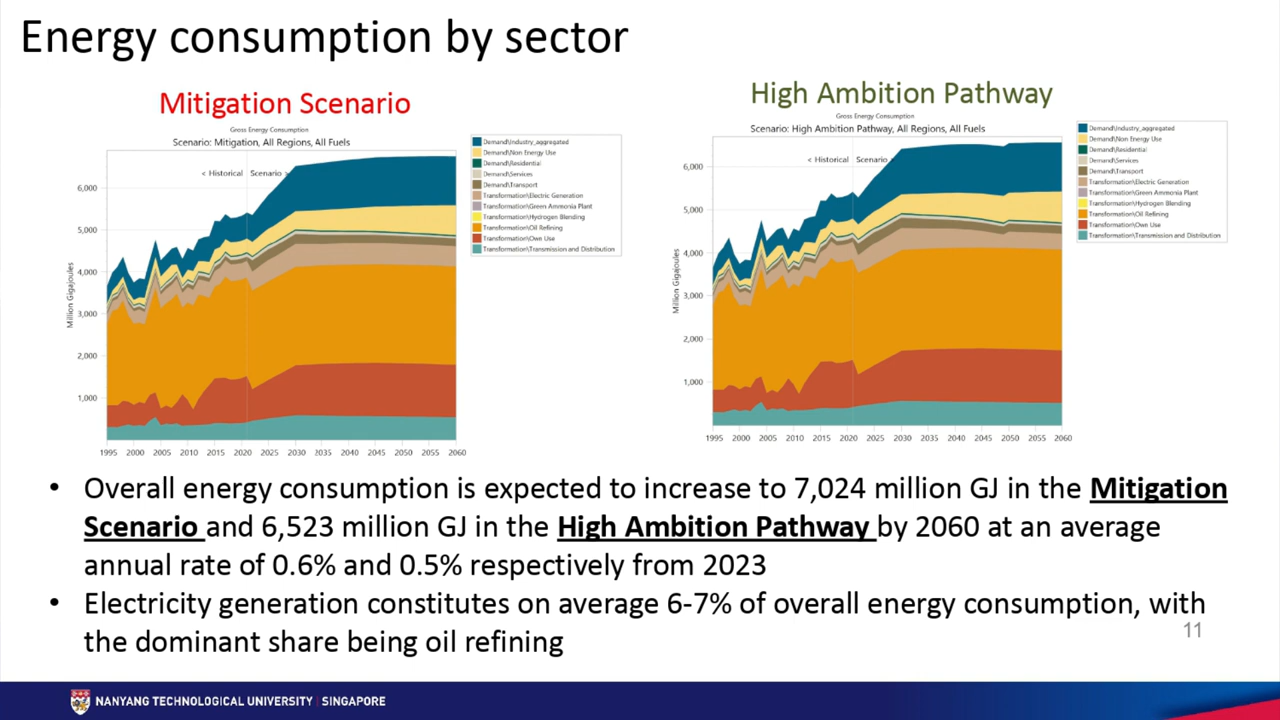 Energy consumption by sector
Mitigation Scenario
Gross Energy Consumption
Scenario: Mitigation, All Regions, All Fuels
< Historical Scenario >
Million Gigajoules
6,000
5,000
4,000
3,000
2,000
1,000
1995 2000 2005 2010 2015 2020 2025 2030 2035 2040 2045 2050 2055 2060
Demand\Industry_aggregated
Demand\Non Energy Use
Demand\Residential
Demand\Services
Demand\Transport
Transformation\Electric Generation
Transformation\Green Ammonia Plant
Transformation\Hydrogen Blending
Transformation\Oil Refining
Transformation\Own Use
Transformation\Transmission and Distribution
High Ambition Pathway
Gross Energy Consumption
Scenario: High Ambition Pathway, All Regions, All Fuels
< Historical Scenario >
Million Gigajoules
6,000
5,000
4,000
3,000
2,000
1,000
1995 2000 2005 2010 2015 2020 2025 2030 2035 2040 2045 2050 2055 2060
Demand\Industry_aggregated
Demand\Non Energy Use
Demand\Residential
Demand\Services
Demand\Transport
Transformation\Electric Generation
Transformation\Green Ammonia Plant
Transformation\Hydrogen Blending
Transformation\Oil Refining
Transformation\Own Use
Transformation\Transmission and Distribution
• Overall energy consumption is expected to increase to 7,024 million GJ in the Mitigation
Scenario and 6,523 million GJ in the High Ambition Pathway by 2060 at an average
annual rate of 0.6% and 0.5% respectively from 2023
• Electricity generation constitutes on average 6-7% of overall energy consumption, with
the dominant share being oil refining
11
NANYANG TECHNOLOGICAL UNIVERSITY | SINGAPORE